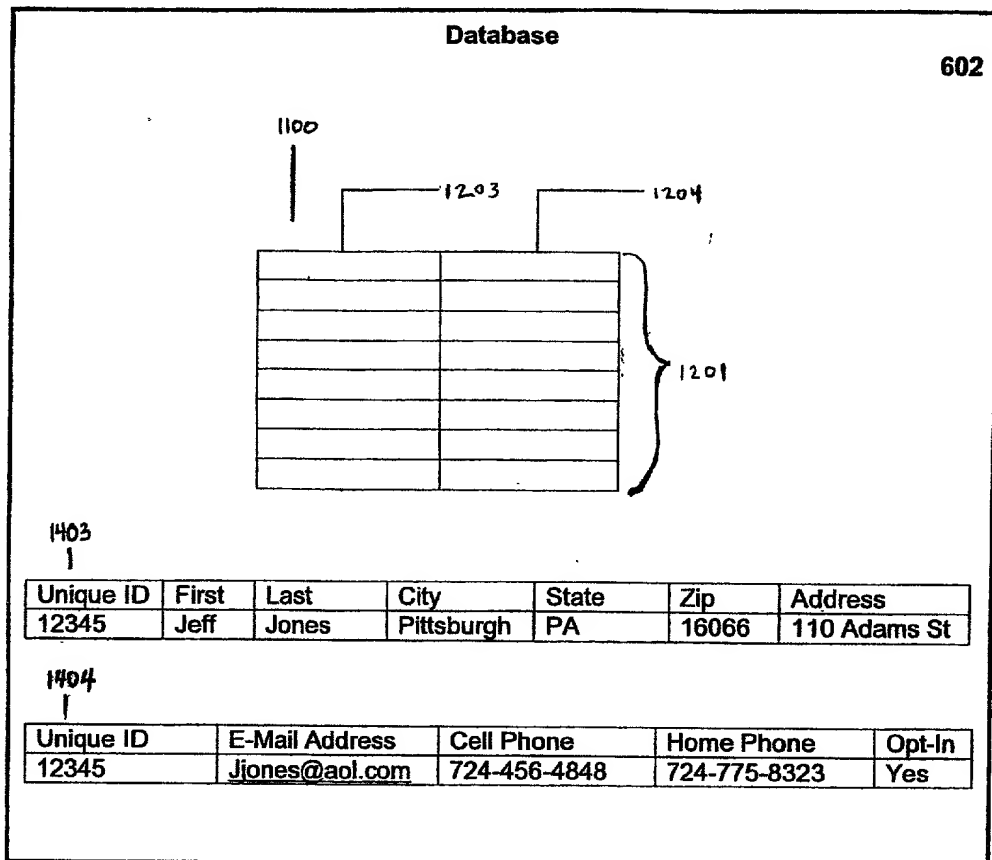 Database
602
1100
1203 1204
1201
1403
Unique ID First Last City State Zip Address
12345 Jeff Jones Pittsburgh PA 16066 110 Adams St
1404
Unique ID E-Mail Address Cell Phone Home Phone Opt-In
12345 Jjones@aol.com 724-456-4848 724-775-8323 Yes